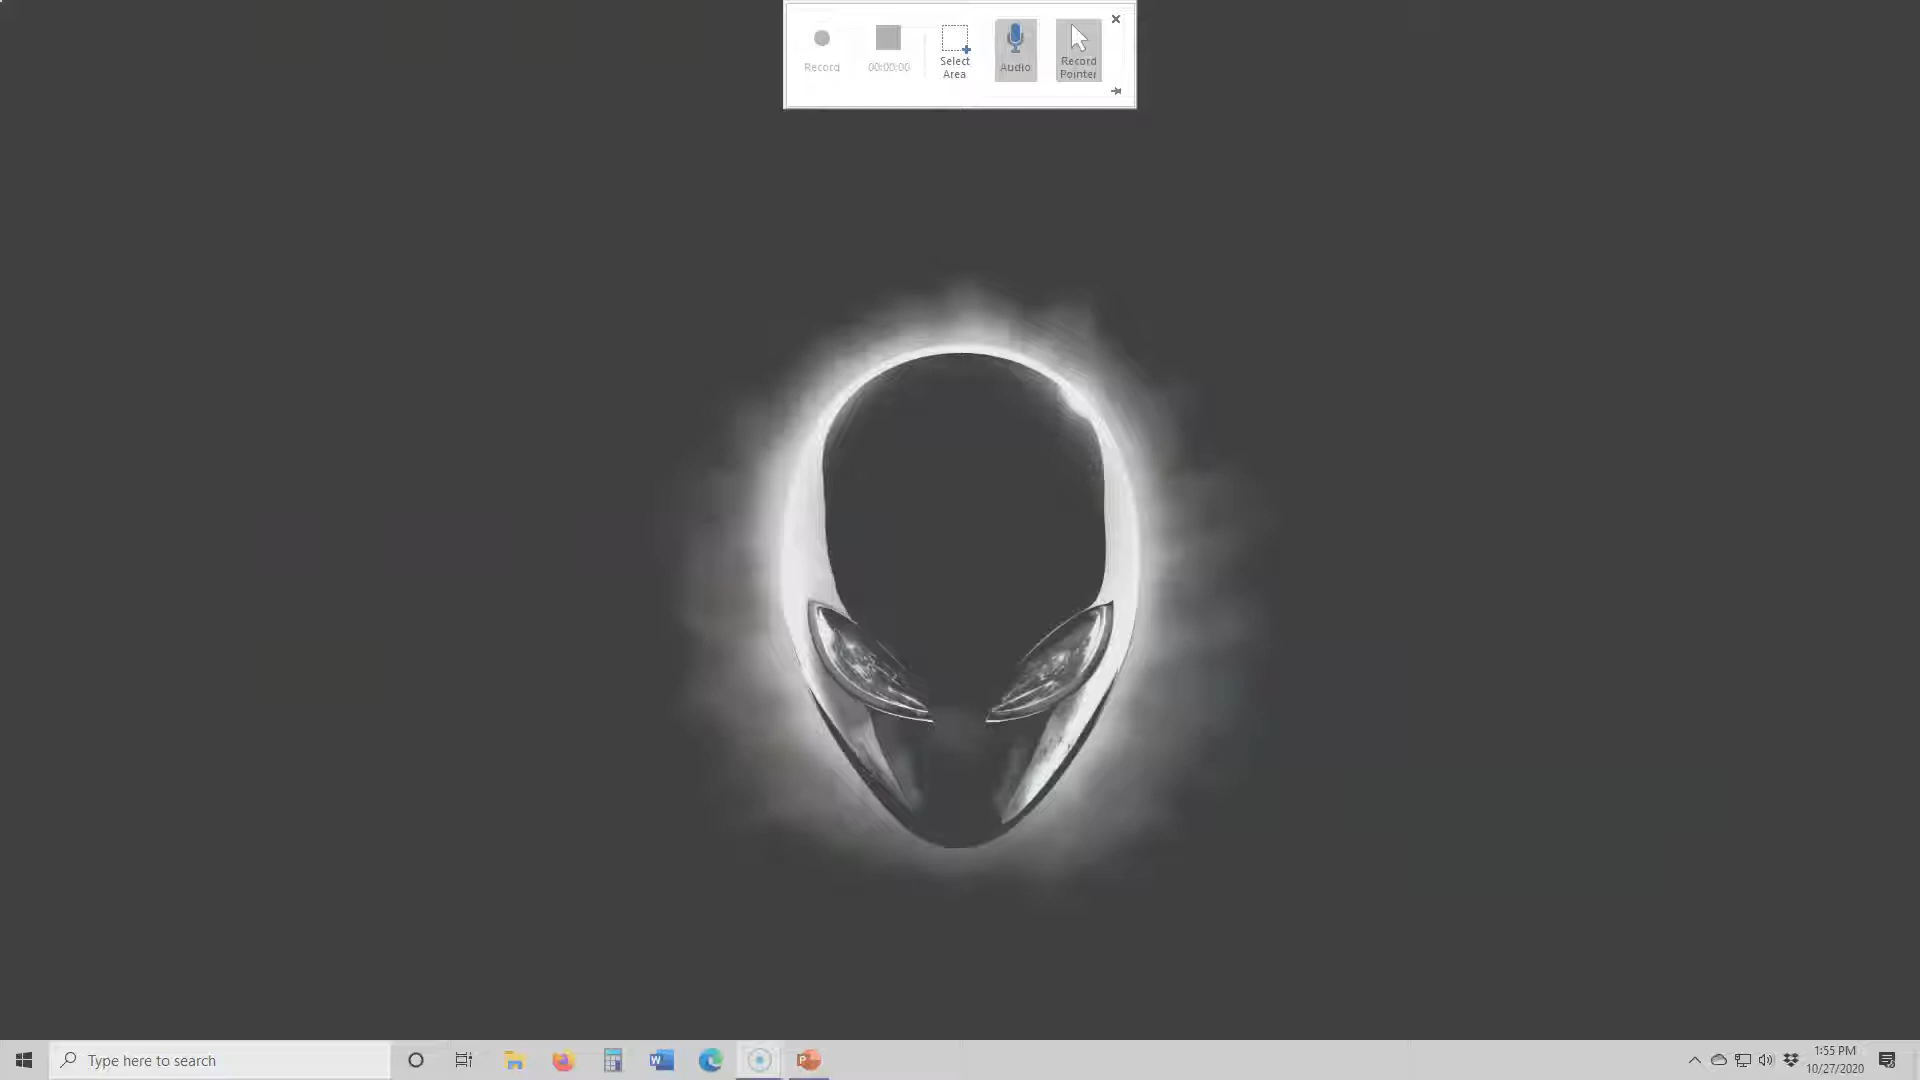 Record
00:00:00
Select
Area
Audio
Record
Pointer
Type here to search
1:55 PM
10/27/2020